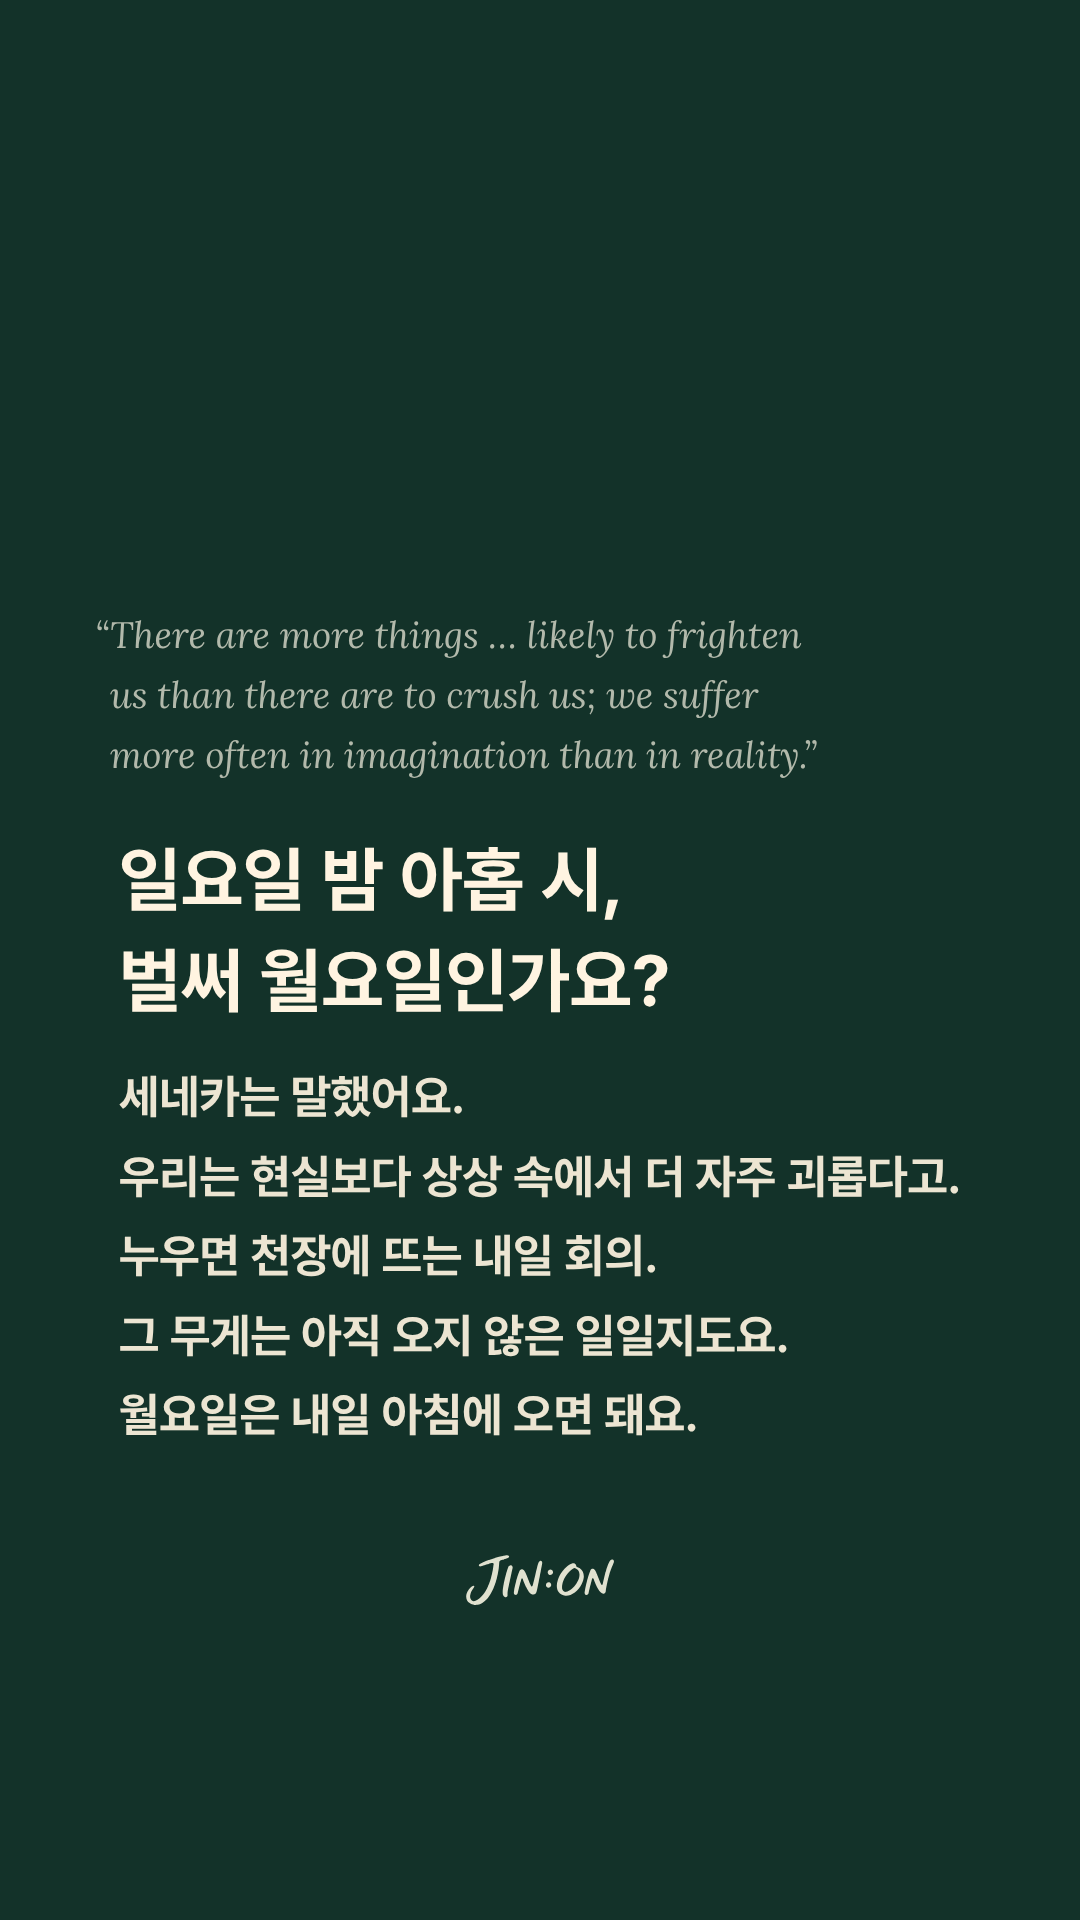 “There are more things … likely to frighten
us than there are to crush us; we suffer
more often in imagination than in reality.”
일요일 밤 아홉 시,
벌써 월요일인가요?
세네카는 말했어요.
우리는 현실보다 상상 속에서 더 자주 괴롭다고.
누우면 천장에 뜨는 내일 회의.
그 무게는 아직 오지 않은 일일지도요.
월요일은 내일 아침에 오면 돼요.
JIN:ON